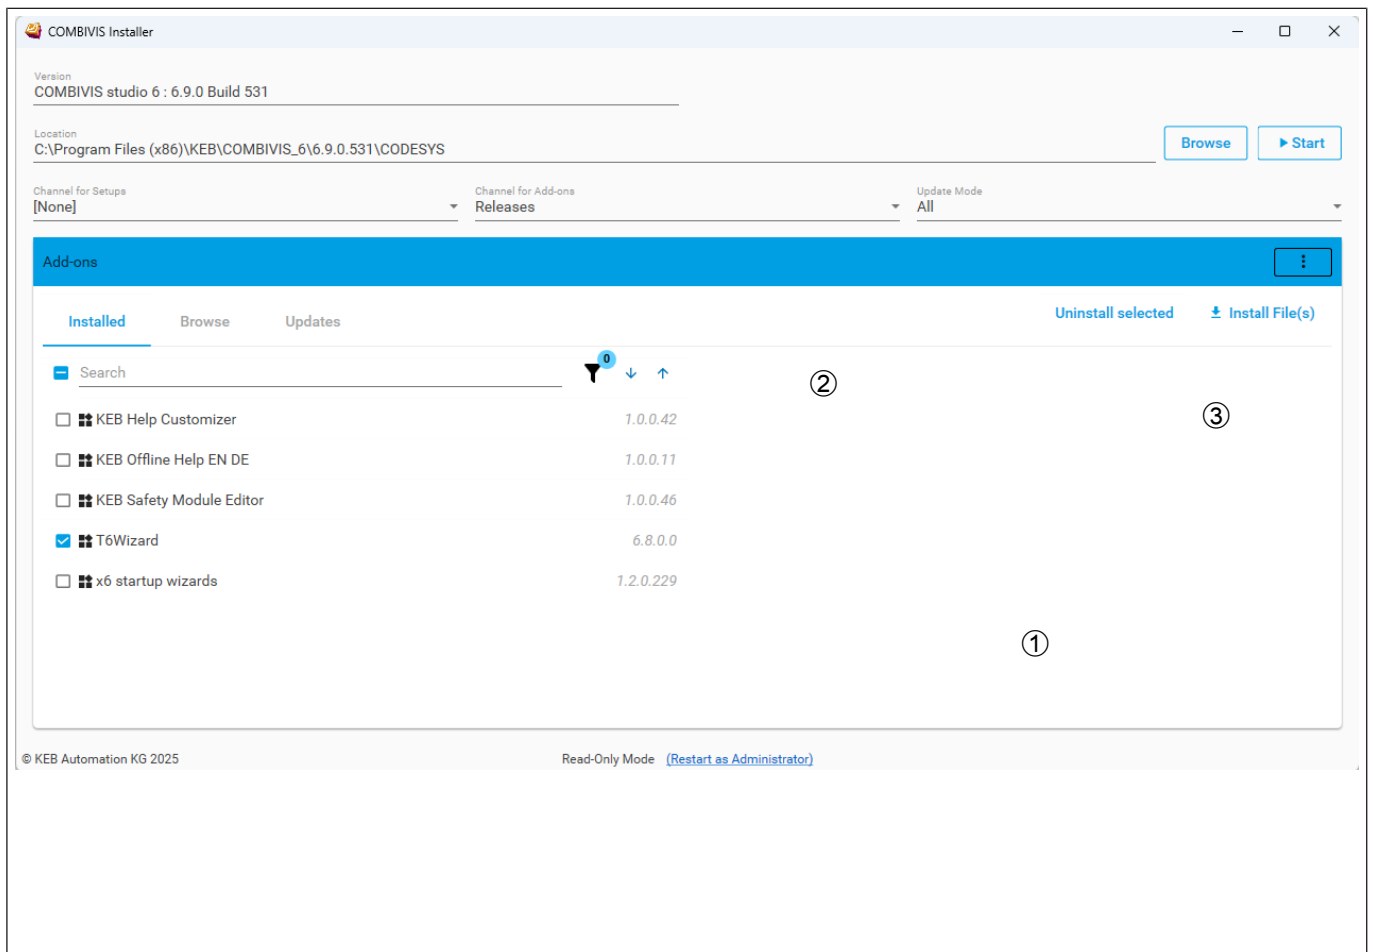 COMBIVIS Installer
Version
COMBIVIS studio 6 : 6.9.0 Build 531
Location
C:\Program Files (x86)\KEB\COMBIVIS_6\6.9.0.531\CODESYS
Browse
Start
Channel for Setups
[None]
Channel for Add-ons
Releases
Update Mode
All
Add-ons
Installed
Browse
Updates
Uninstall selected
Install File(s)
Search
0
②
KEB Help Customizer 1.0.0.42
③
KEB Offline Help EN DE 1.0.0.11
KEB Safety Module Editor 1.0.0.46
T6Wizard 6.8.0.0
x6 startup wizards 1.2.0.229
①
© KEB Automation KG 2025
Read-Only Mode (Restart as Administrator)